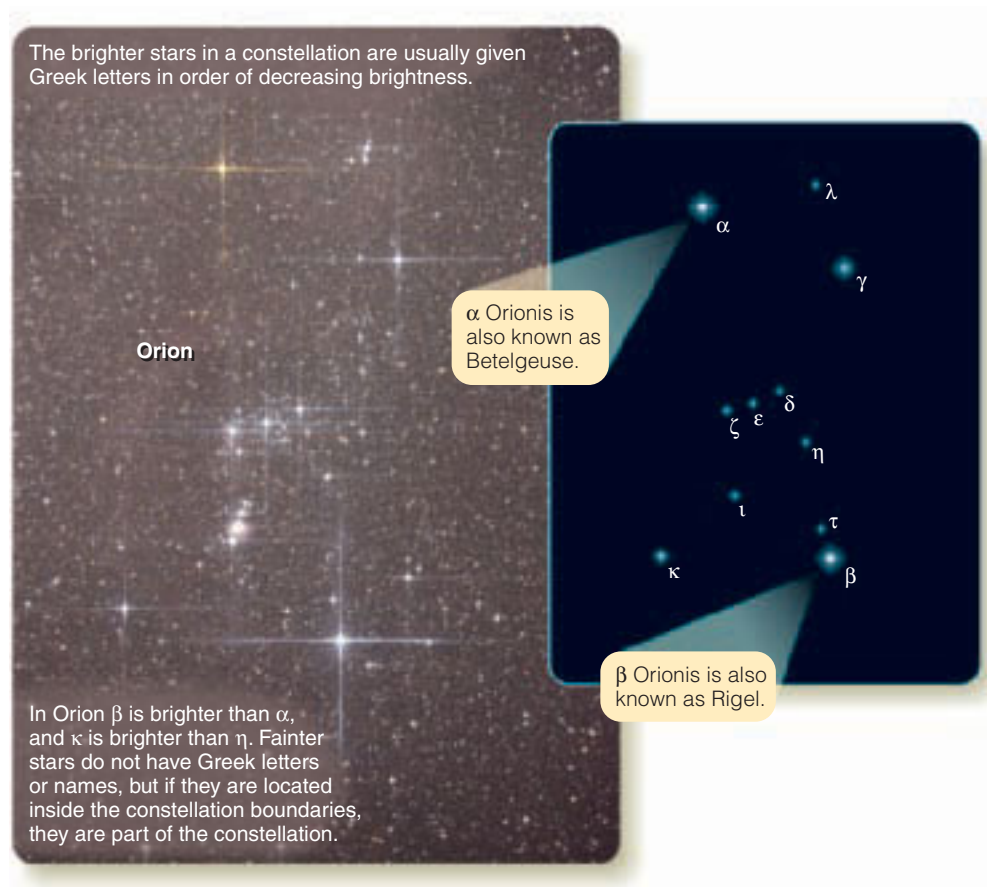 The brighter stars in a constellation are usually given
Greek letters in order of decreasing brightness.
λ
α
γ
α Orionis is
also known as
Betelgeuse.
Orion
δ
ε
ζ
η
ι
τ
κ
β
β Orionis is also
known as Rigel.
In Orion β is brighter than α,
and κ is brighter than η. Fainter
stars do not have Greek letters
or names, but if they are located
inside the constellation boundaries,
they are part of the constellation.